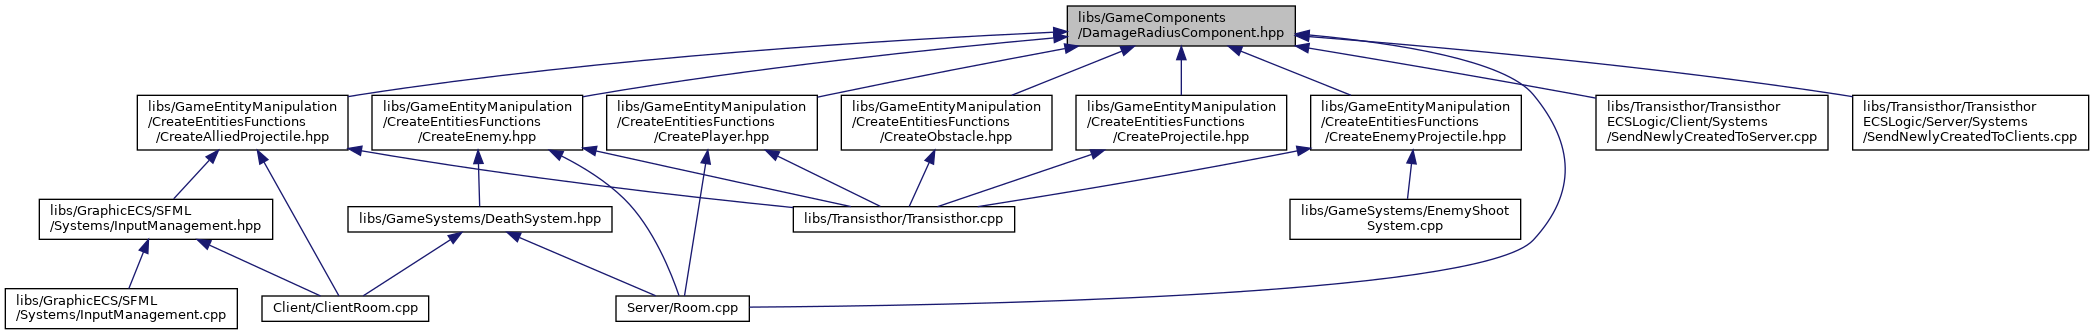 libs/GameComponents
/DamageRadiusComponent.hpp
libs/GameEntityManipulation
/CreateEntitiesFunctions
/CreateAlliedProjectile.hpp
libs/GameEntityManipulation
/CreateEntitiesFunctions
/CreateEnemy.hpp
libs/GameEntityManipulation
/CreateEntitiesFunctions
/CreatePlayer.hpp
libs/GameEntityManipulation
/CreateEntitiesFunctions
/CreateObstacle.hpp
libs/GameEntityManipulation
/CreateEntitiesFunctions
/CreateProjectile.hpp
libs/GameEntityManipulation
/CreateEntitiesFunctions
/CreateEnemyProjectile.hpp
libs/Transisthor/Transisthor
ECSLogic/Client/Systems
/SendNewlyCreatedToServer.cpp
libs/Transisthor/Transisthor
ECSLogic/Server/Systems
/SendNewlyCreatedToClients.cpp
libs/GraphicECS/SFML
/Systems/InputManagement.hpp
libs/GameSystems/DeathSystem.hpp
libs/Transisthor/Transisthor.cpp
libs/GameSystems/EnemyShoot
System.cpp
libs/GraphicECS/SFML
/Systems/InputManagement.cpp
Client/ClientRoom.cpp
Server/Room.cpp